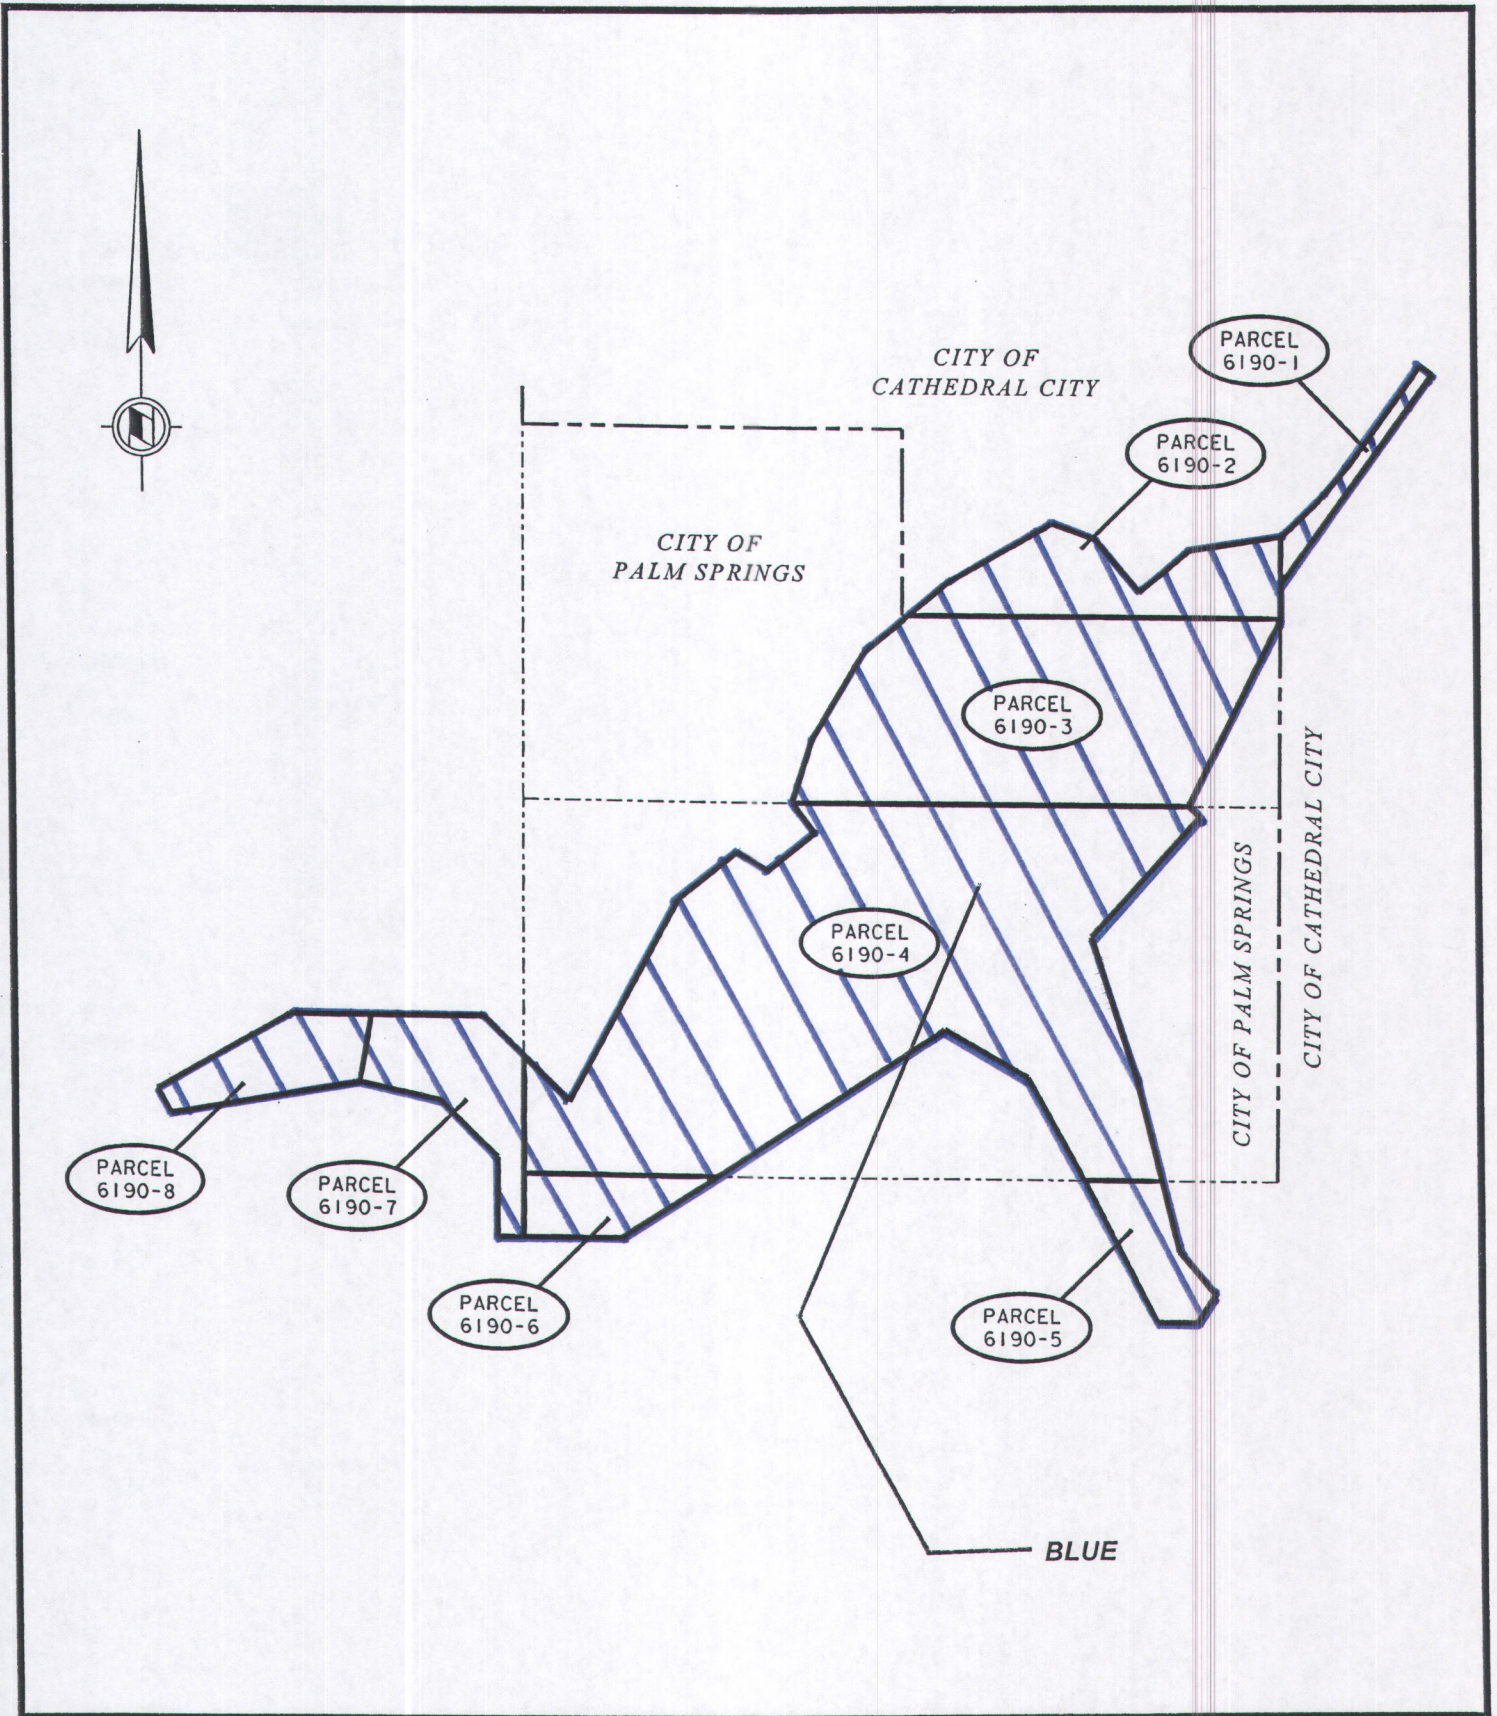 CITY OF
CATHEDRAL CITY
PARCEL
6190-1
PARCEL
6190-2
CITY OF
PALM SPRINGS
PARCEL
6190-3
CITY OF PALM SPRINGS
CITY OF CATHEDRAL CITY
PARCEL
6190-4
PARCEL
6190-8
PARCEL
6190-7
PARCEL
6190-6
PARCEL
6190-5
BLUE